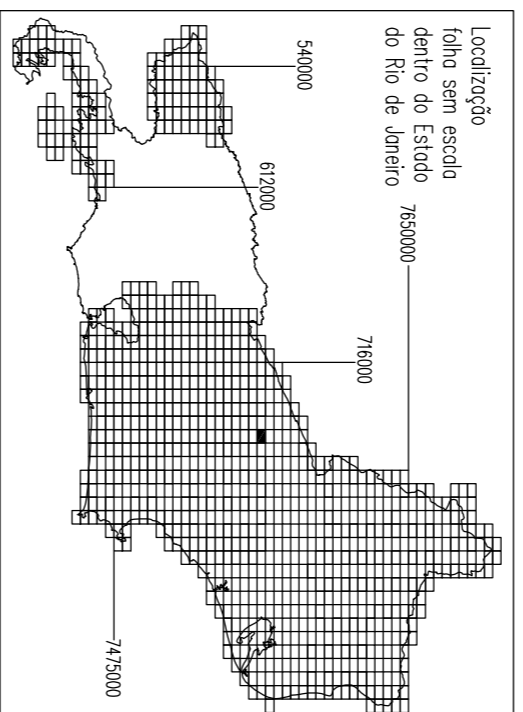 Localização
folha sem escala
dentro do Estado
do Rio de Janeiro
7650000
540000
612000
716000
7475000